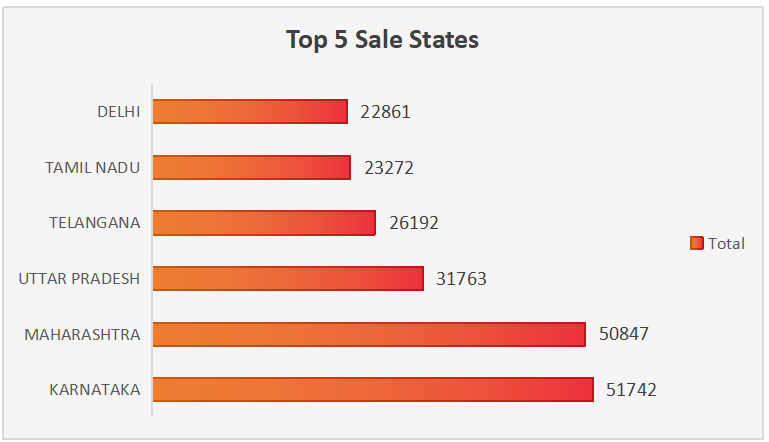 Top 5 Sale States
DELHI 22861
TAMIL NADU 23272
TELANGANA 26192
UTTAR PRADESH 31763
MAHARASHTRA 50847
KARNATAKA 51742
Total